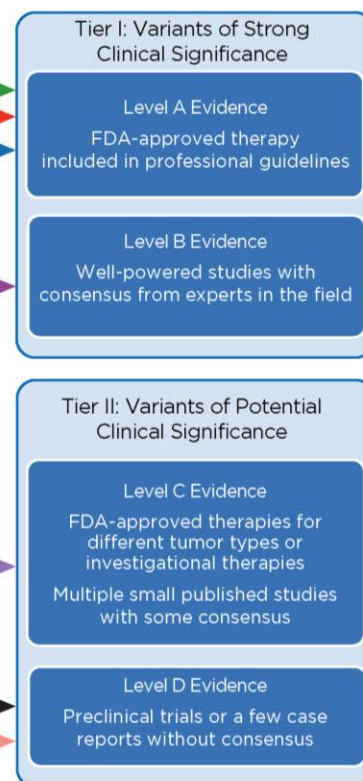 Tier I: Variants of Strong
Clinical Significance
Level A Evidence
FDA-approved therapy
included in professional guidelines
Level B Evidence
Well-powered studies with
consensus from experts in the field
Tier II: Variants of Potential
Clinical Significance
Level C Evidence
FDA-approved therapies for
different tumor types or
investigational therapies
Multiple small published studies
with some consensus
Level D Evidence
Preclinical trials or a few case
reports without consensus